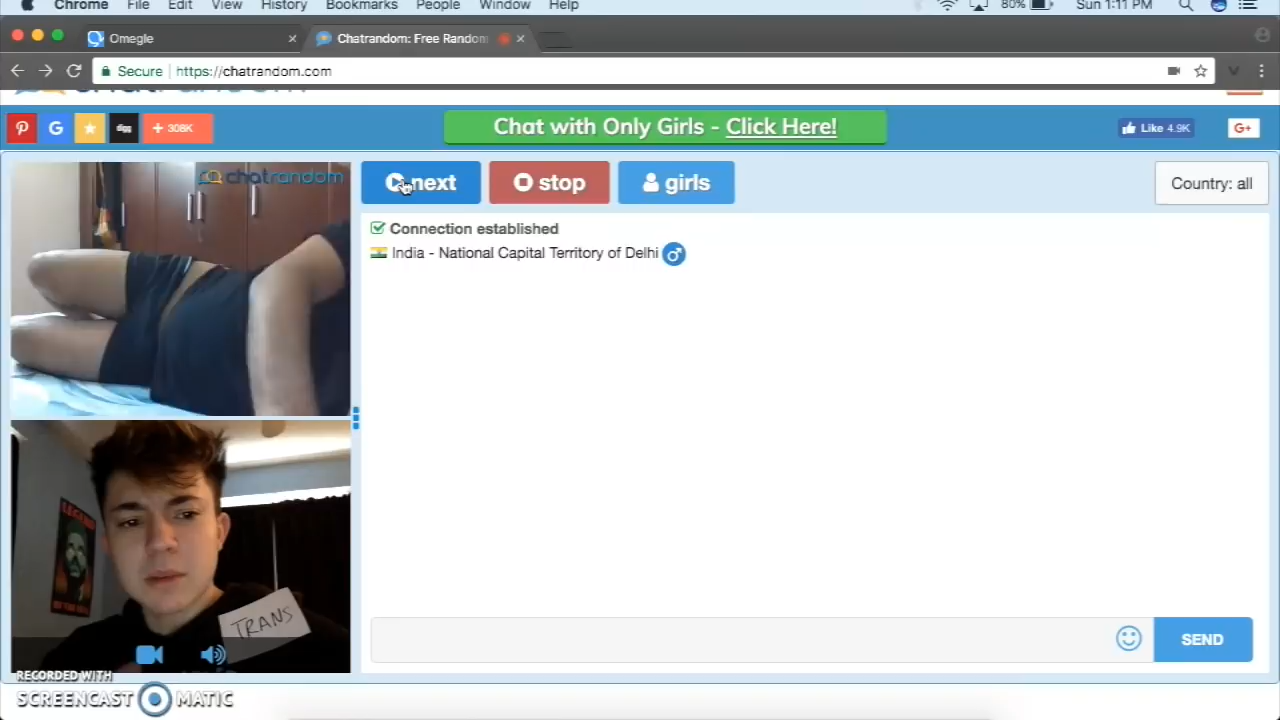 Chrome File Edit View History Bookmarks People Window Help 80% Sun 1:11 PM
Omegle
Chatrandom: Free Random
Secure https://chatrandom.com
digg
308K
Chat with Only Girls - Click Here!
Like 4.9K
G+
chatrandom
next
stop
girls
Country: all
Connection established
India - National Capital Territory of Delhi
TRANS
SEND
RECORDED WITH
SCREENCAST MATIC